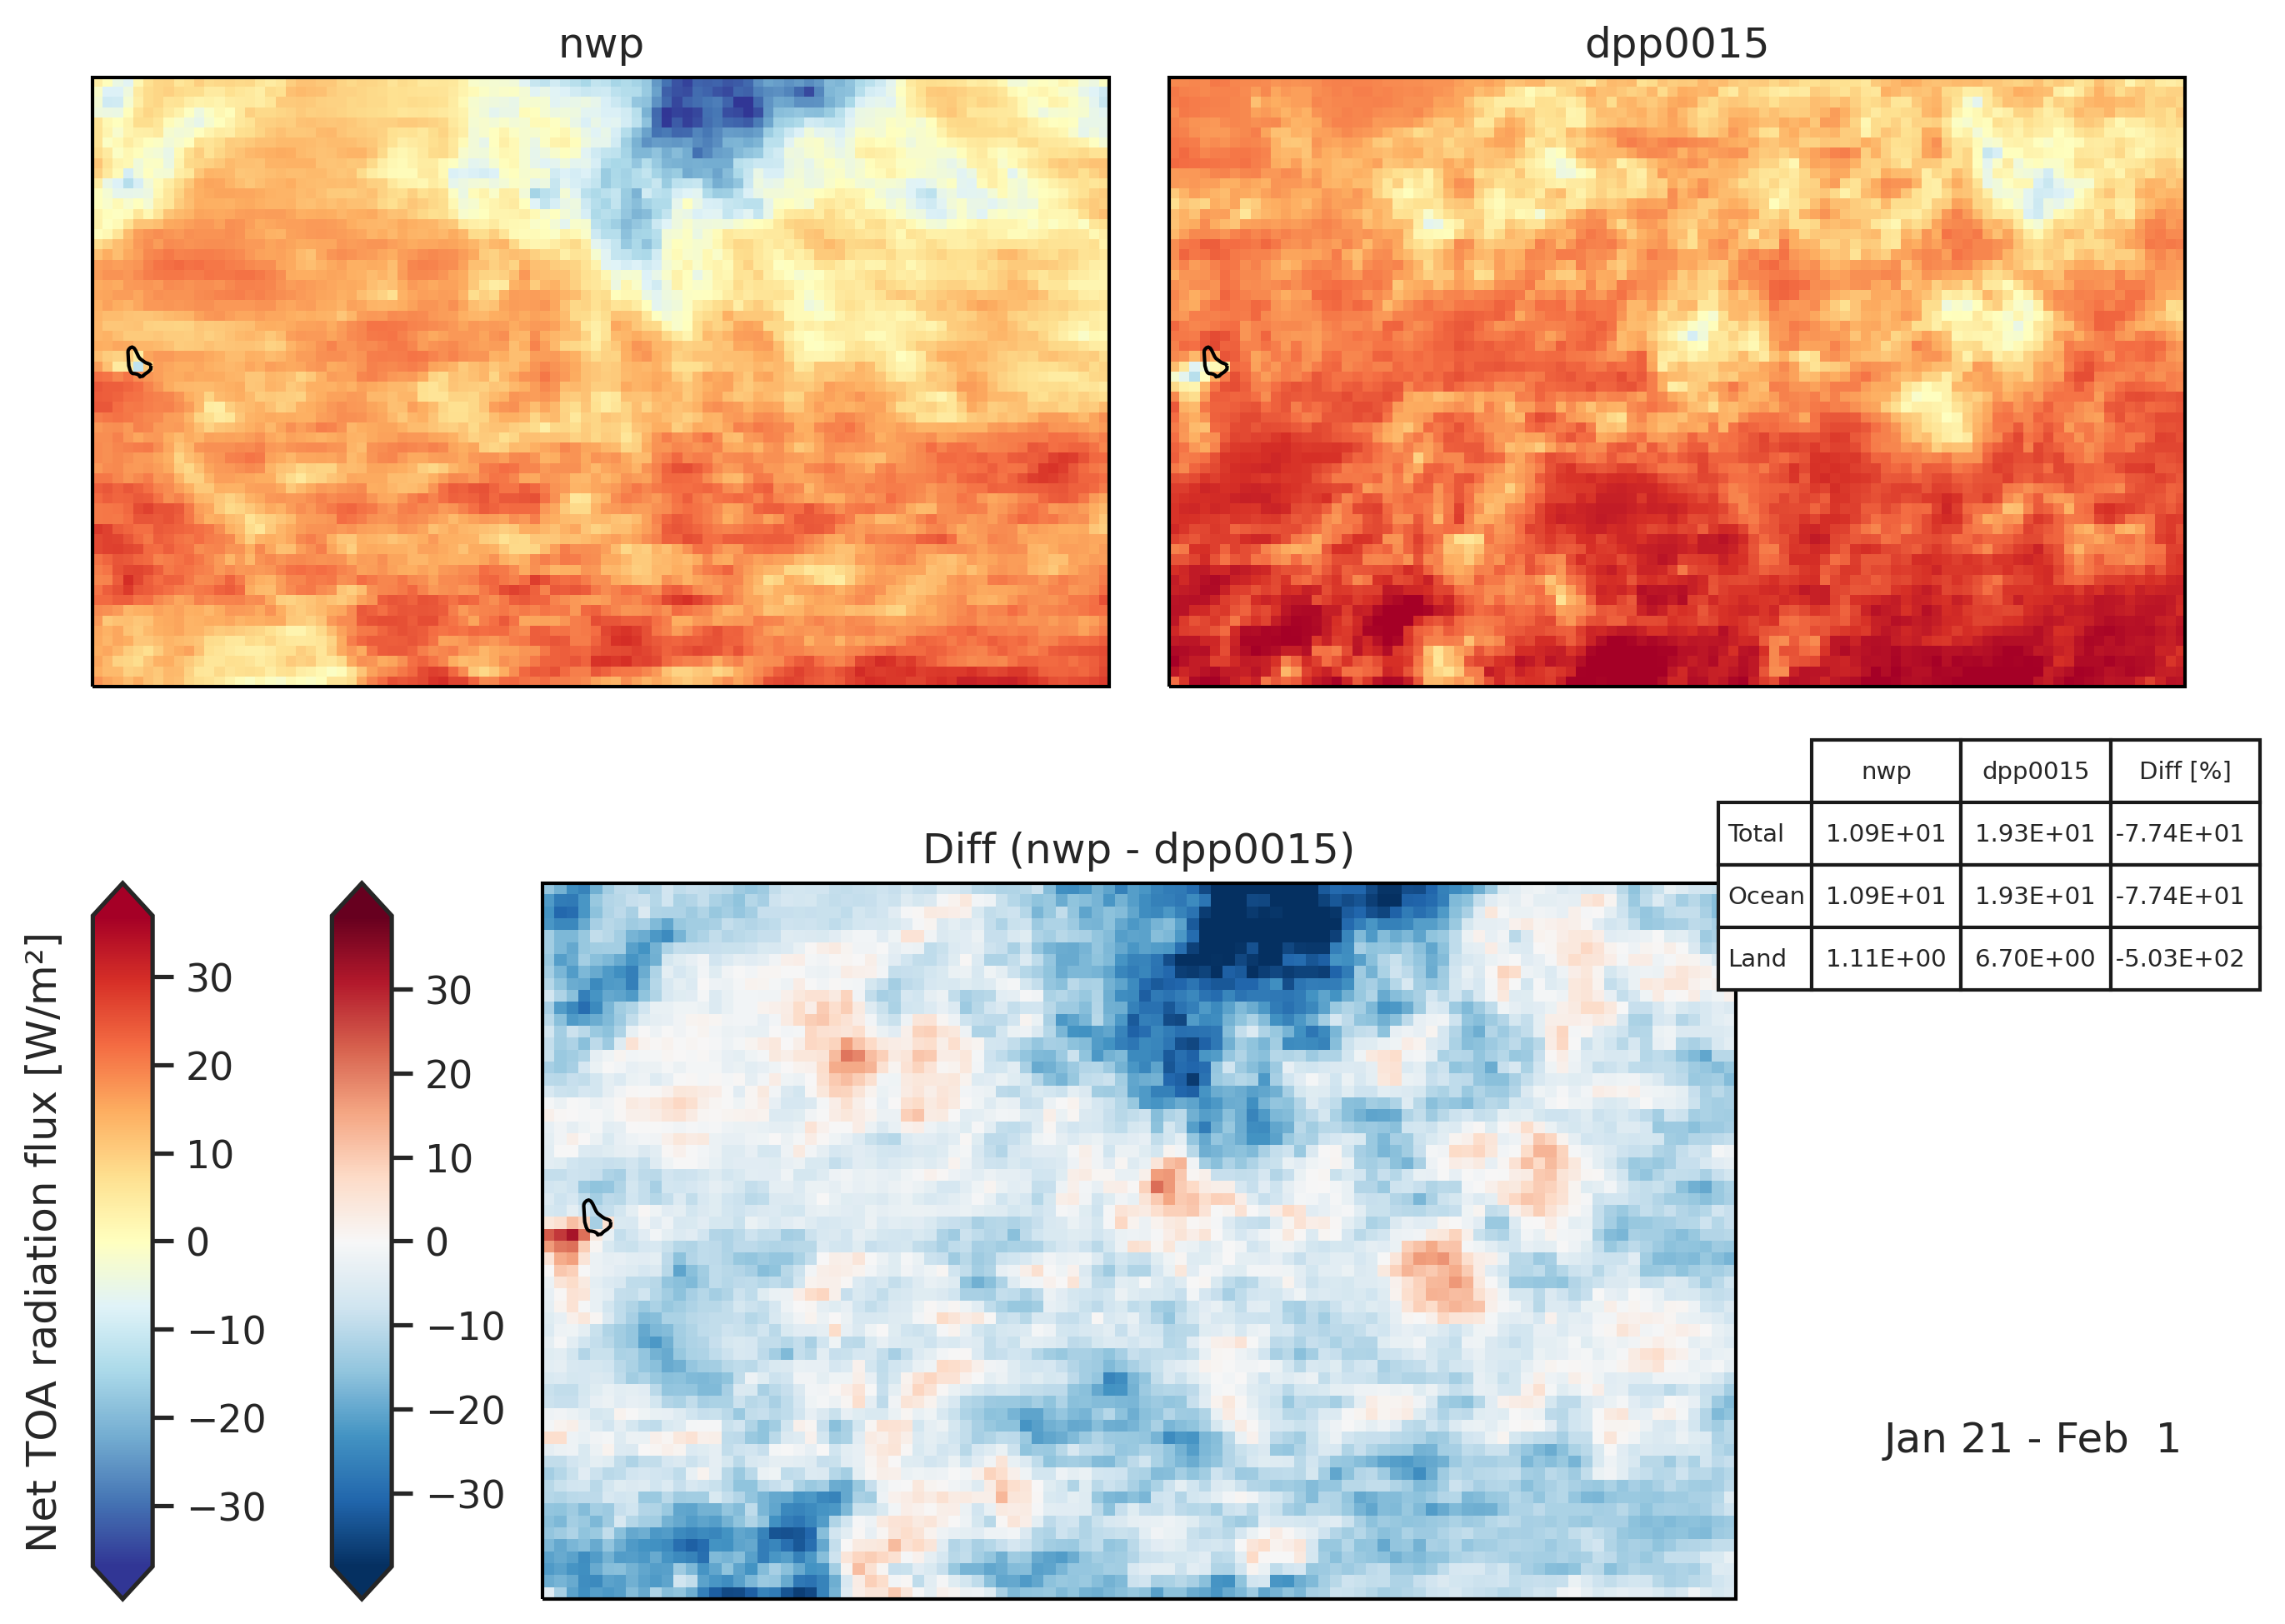 nwp
dpp0015
nwp dpp0015 Diff [%]
Total 1.09E+01 1.93E+01 -7.74E+01
Ocean 1.09E+01 1.93E+01 -7.74E+01
Land 1.11E+00 6.70E+00 -5.03E+02
Diff (nwp - dpp0015)
Net TOA radiation flux [W/m²]
30
20
10
0
−10
−20
−30
30
20
10
0
−10
−20
−30
Jan 21 - Feb  1